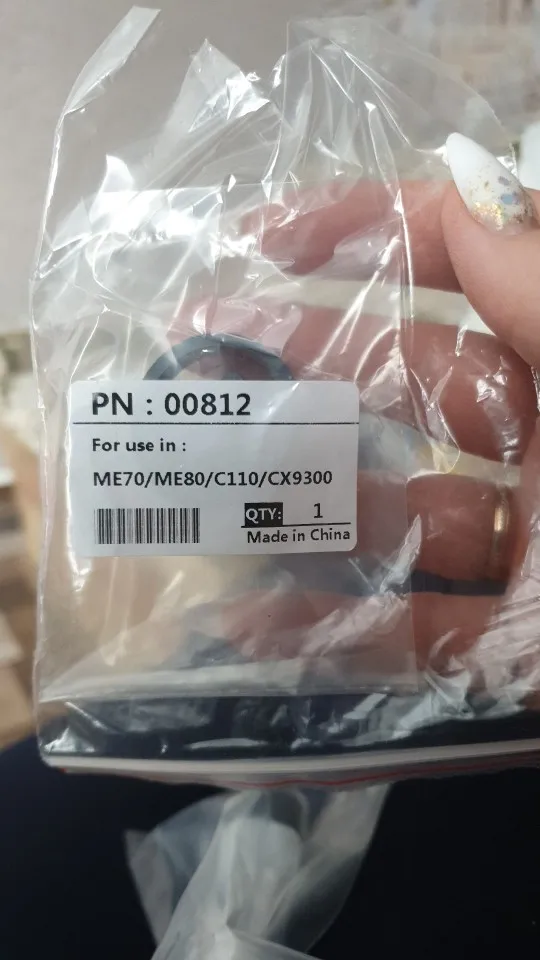 PN : 00812
For use in :
ME70/ME80/C110/CX9300
QTY: 1
Made in China